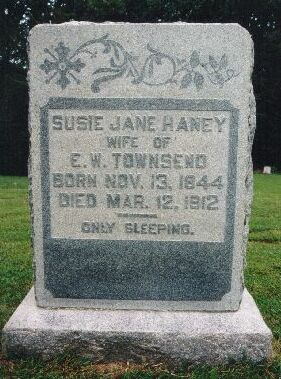 SUSIE JANE HANEY
WIFE OF
E. W. TOWNSEND
BORN NOV. 13, 1844
DIED MAR. 12, 1912
ONLY SLEEPING.